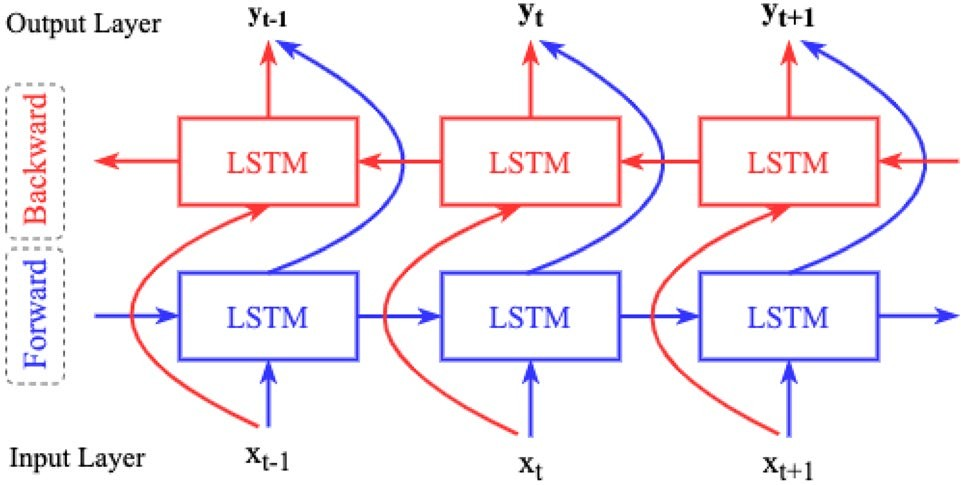 Output Layer
yt-1
yt
yt+1
Backward
LSTM
LSTM
LSTM
Forward
LSTM
LSTM
LSTM
Input Layer
xt-1
xt
xt+1